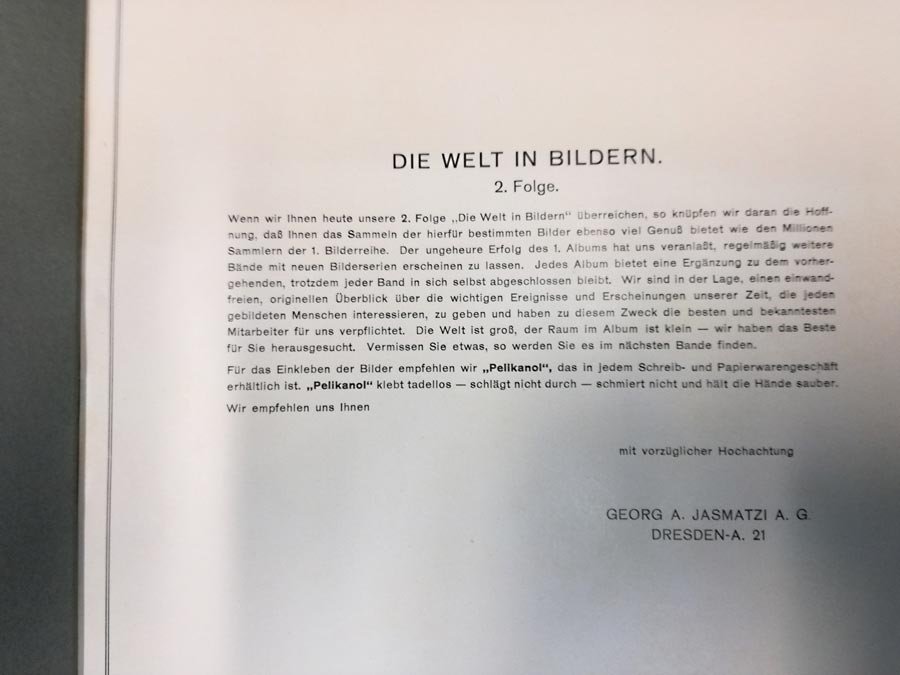 DIE WELT IN BILDERN.
2. Folge.
Wenn wir Ihnen heute unsere 2. Folge „Die Welt in Bildern“ überreichen, so knüpfen wir daran die Hoff-
nung, daß Ihnen das Sammeln der hierfür bestimmten Bilder ebenso viel Genuß bietet wie den Millionen
Sammlern der 1. Bilderreihe. Der ungeheure Erfolg des 1. Albums hat uns veranlaßt, regelmäßig weitere
Bände mit neuen Bilderserien erscheinen zu lassen. Jedes Album bietet eine Ergänzung zu dem vorher-
gehenden, trotzdem jeder Band in sich selbst abgeschlossen bleibt. Wir sind in der Lage, einen einwand-
freien, originellen Überblick über die wichtigen Ereignisse und Erscheinungen unserer Zeit, die jeden
gebildeten Menschen interessieren, zu geben und haben zu diesem Zweck die besten und bekanntesten
Mitarbeiter für uns verpflichtet. Die Welt ist groß, der Raum im Album ist klein — wir haben das Beste
für Sie herausgesucht. Vermissen Sie etwas, so werden Sie es im nächsten Bande finden.
Für das Einkleben der Bilder empfehlen wir „Pelikanol“, das in jedem Schreib- und Papierwarengeschäft
erhältlich ist. „Pelikanol“ klebt tadellos — schlägt nicht durch — schmiert nicht und hält die Hände sauber.
Wir empfehlen uns Ihnen
mit vorzüglicher Hochachtung
GEORG A. JASMATZI A. G.
DRESDEN-A. 21